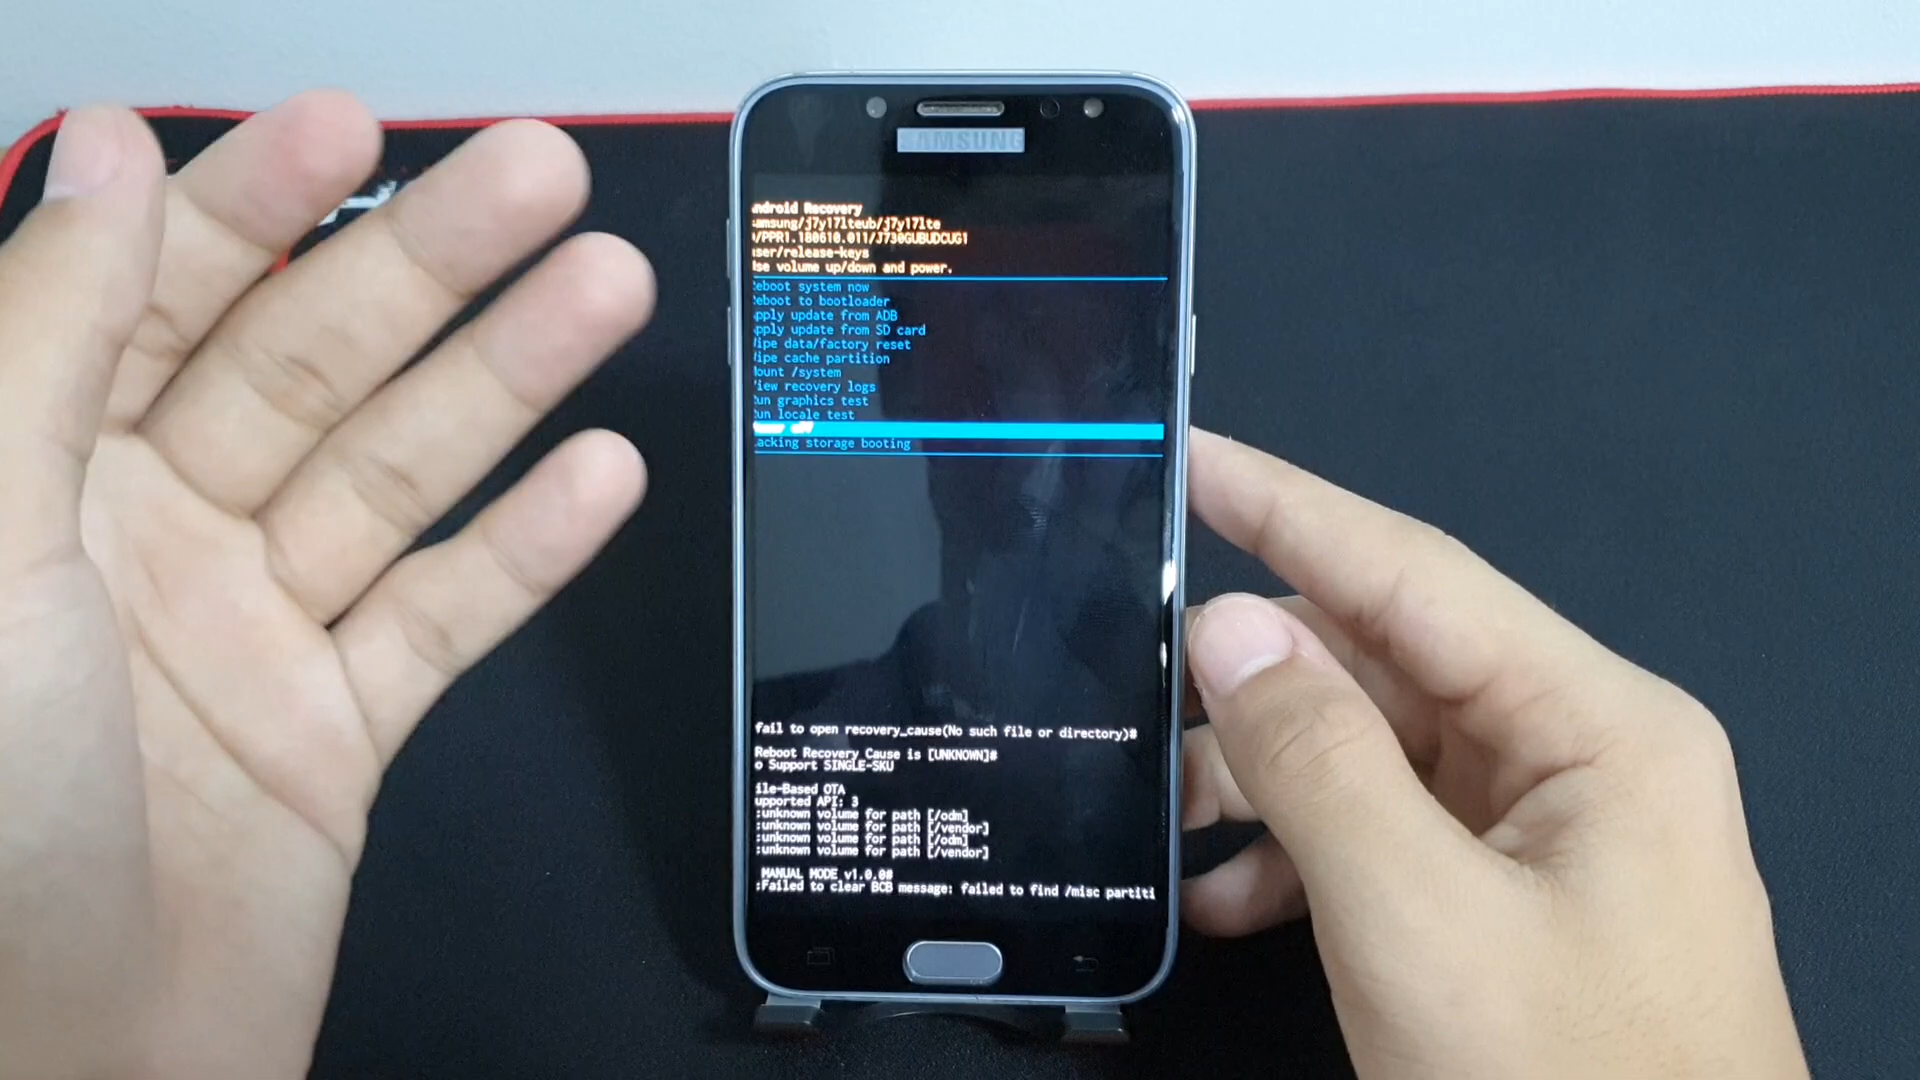 SAMSUNG
ndroid Recovery
amsung/j7y17lteub/j7y17lte
/PPR1.180610.011/J730GUBUDCUG1
ser/release-keys
se volume up/down and power.
eboot system now
eboot to bootloader
pply update from ADB
pply update from SD card
ipe data/factory reset
ipe cache partition
ount /system
iew recovery logs
un graphics test
un locale test
ower off
acking storage booting
fail to open recovery_cause(No such file or directory)#
Reboot Recovery Cause is [UNKNOWN]#
o Support SINGLE-SKU
ile-Based OTA
upported API: 3
:unknown volume for path [/odm]
:unknown volume for path [/vendor]
:unknown volume for path [/odm]
:unknown volume for path [/vendor]
MANUAL MODE v1.0.0#
:Failed to clear BCB message: failed to find /misc partiti